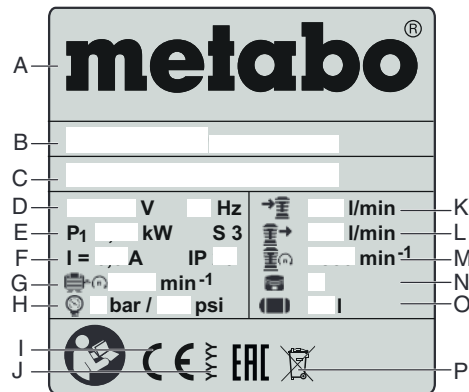 metabo®
A
B
C
D V Hz
E P1 , kW S 3
F I = , A IP
G min-1
H bar / psi
I
J CE EAC
l/min K
l/min L
min-1 M
N
l O
P